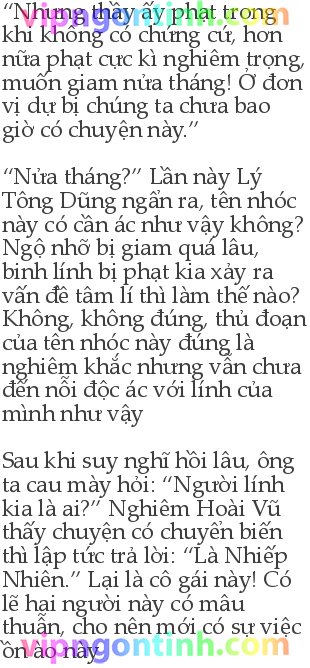 “Nhưng thầy ấy phạt trong
khi không có chứng cứ, hơn
nữa phạt cực kì nghiêm trọng,
muốn giam nửa tháng! Ở đơn
vị dự bị chúng ta chưa bao
giờ có chuyện này.”
“Nửa tháng?” Lần này Lý
Tông Dũng ngẩn ra, tên nhóc
này có cần ác như vậy không?
Ngộ nhỡ bị giam quá lâu,
binh lính bị phạt kia xảy ra
vấn đề tâm lí thì làm thế nào?
Không, không đúng, thủ đoạn
của tên nhóc này đúng là
nghiêm khắc nhưng vẫn chưa
đến nỗi độc ác với lính của
mình như vậy
Sau khi suy nghĩ hồi lâu, ông
ta cau mày hỏi: “Người lính
kia là ai?” Nghiêm Hoài Vũ
thấy chuyện có chuyển biến
thì lập tức trả lời: “Là Nhiếp
Nhiên.” Lại là cô gái này! Có
lẽ hai người này có mâu
thuẫn, cho nên mới có sự việc
ồn ào này
vipngontinh.com
vipngontinh.com
vipngontinh.com
vipngontinh.com